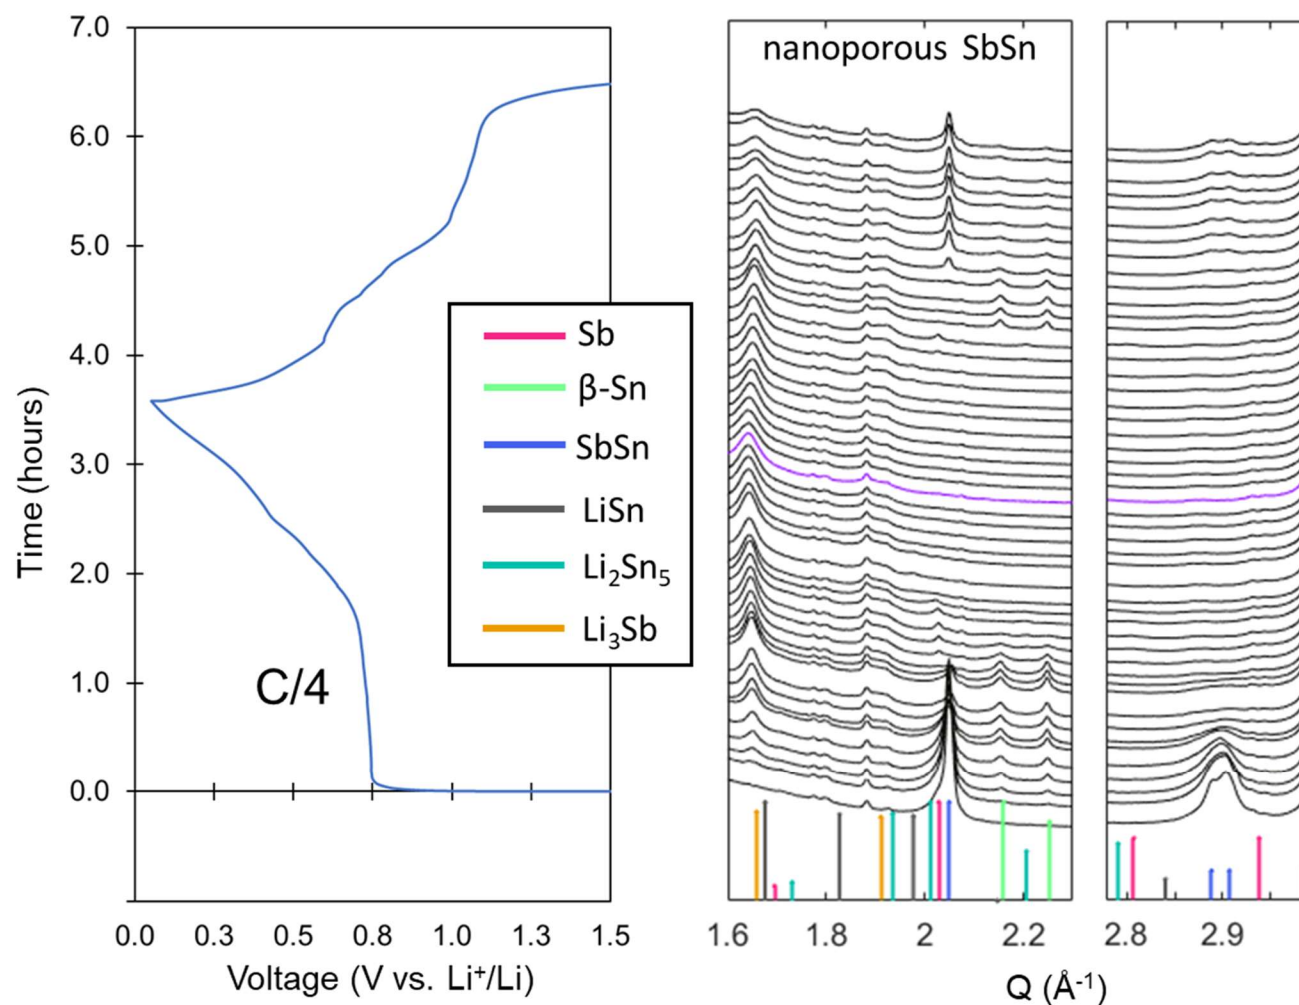 7.0
6.0
5.0
4.0
3.0
2.0
1.0
0.0
Time (hours)
C/4
0.0 0.3 0.5 0.8 1.0 1.3 1.5
Voltage (V vs. Li⁺/Li)
Sb
β-Sn
SbSn
LiSn
Li₂Sn₅
Li₃Sb
nanoporous SbSn
1.6 1.8 2 2.2 2.8 2.9
Q (Å⁻¹)